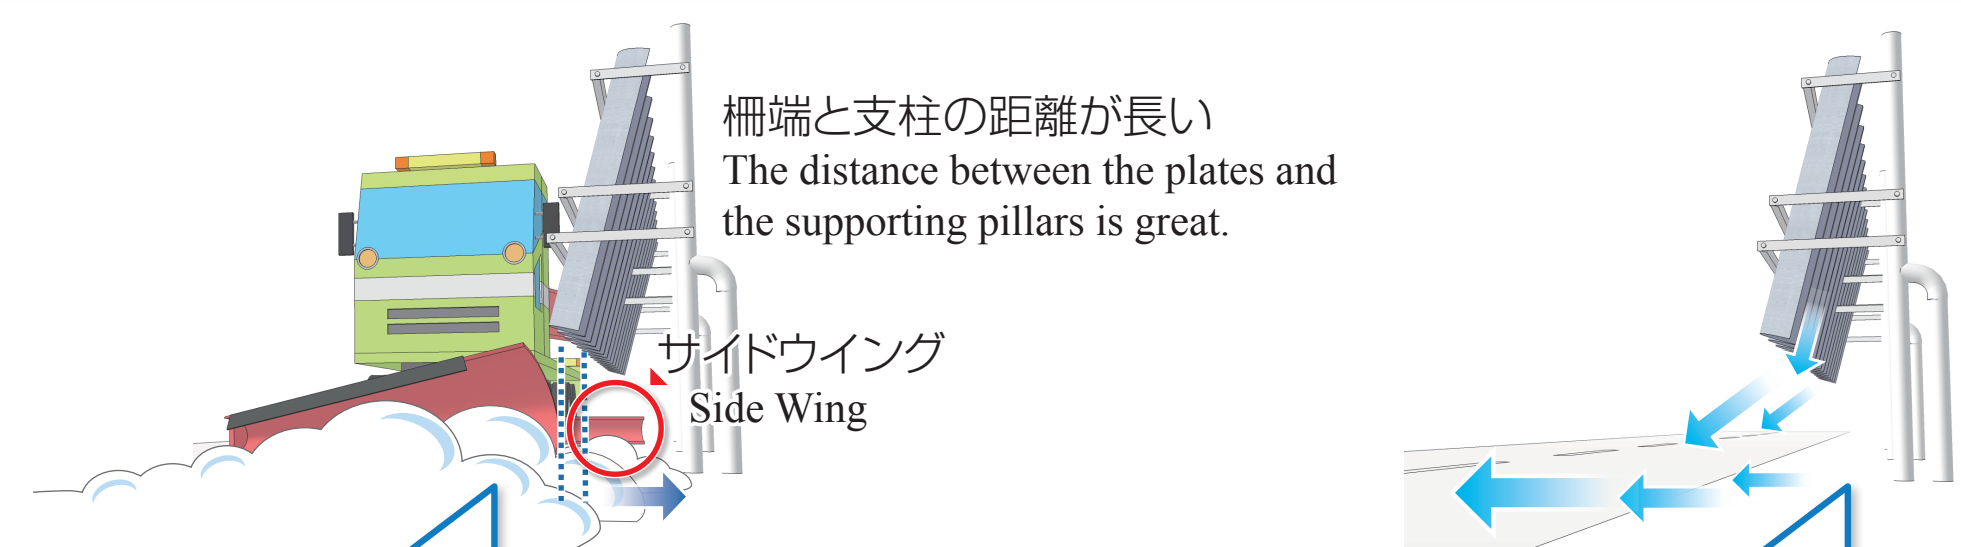 柵端と支柱の距離が長い
The distance between the plates and
the supporting pillars is great.
サイドウイング
Side Wing